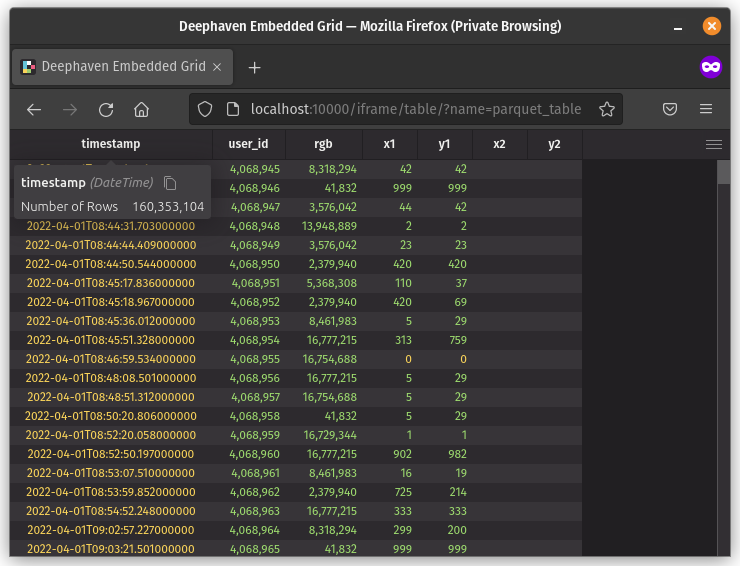 Deephaven Embedded Grid — Mozilla Firefox (Private Browsing)
Deephaven Embedded Grid
localhost:10000/iframe/table/?name=parquet_table
timestamp user_id rgb x1 y1 x2 y2
4,068,945 8,318,294 42 42
timestamp (DateTime)
4,068,946 41,832 999 999
Number of Rows 160,353,104
4,068,947 3,576,042 44 42
2022-04-01T08:44:31.703000000 4,068,948 13,948,889 2 2
2022-04-01T08:44:44.409000000 4,068,949 3,576,042 23 23
2022-04-01T08:44:50.544000000 4,068,950 2,379,940 420 420
2022-04-01T08:45:17.836000000 4,068,951 5,368,308 110 37
2022-04-01T08:45:18.967000000 4,068,952 2,379,940 420 69
2022-04-01T08:45:36.012000000 4,068,953 8,461,983 5 29
2022-04-01T08:45:51.328000000 4,068,954 16,777,215 313 759
2022-04-01T08:46:59.534000000 4,068,955 16,754,688 0 0
2022-04-01T08:48:08.501000000 4,068,956 16,777,215 5 29
2022-04-01T08:48:51.312000000 4,068,957 16,754,688 5 29
2022-04-01T08:50:20.806000000 4,068,958 41,832 5 29
2022-04-01T08:52:20.058000000 4,068,959 16,729,344 1 1
2022-04-01T08:52:50.197000000 4,068,960 16,777,215 902 982
2022-04-01T08:53:07.510000000 4,068,961 8,461,983 16 19
2022-04-01T08:53:59.852000000 4,068,962 2,379,940 725 214
2022-04-01T08:54:52.248000000 4,068,963 16,777,215 333 333
2022-04-01T09:02:57.227000000 4,068,964 8,318,294 299 200
2022-04-01T09:03:21.501000000 4,068,965 41,832 999 999